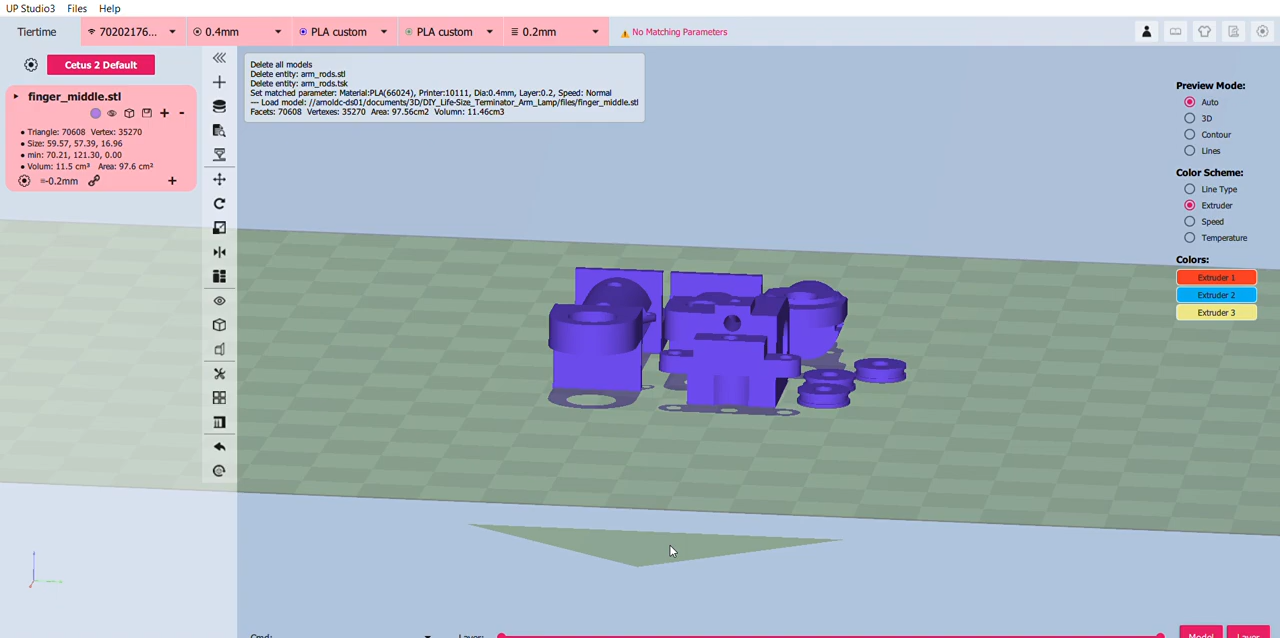 UP Studio3 Files Help
Tiertime 70202176... 0.4mm PLA custom PLA custom 0.2mm No Matching Parameters
Cetus 2 Default
finger_middle.stl
Triangle: 70608 Vertex: 35270
Size: 59.57, 57.39, 16.96
min: 70.21, 121.30, 0.00
Volum: 11.5 cm³ Area: 97.6 cm²
=-0.2mm
Delete all models
Delete entity: arm_rods.stl
Delete entity: arm_rods.tsk
Set matched parameter: Material:PLA(66024), Printer:10111, Dia:0.4mm, Layer:0.2, Speed: Normal
--- Load model: //arnoldc-ds01/documents/3D/DIY_Life-Size_Terminator_Arm_Lamp/files/finger_middle.stl
Facets: 70608 Vertexes: 35270 Area: 97.56cm2 Volumn: 11.46cm3
Preview Mode:
Auto
3D
Contour
Lines
Color Scheme:
Line Type
Extruder
Speed
Temperature
Colors:
Extruder 1
Extruder 2
Extruder 3
Cmd: Layer: Model Layer